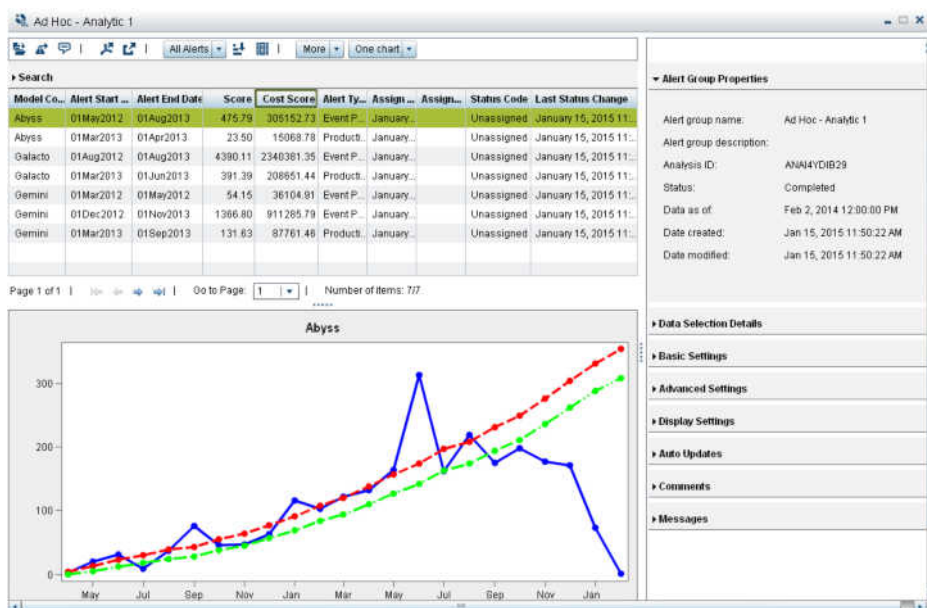 Ad Hoc - Analytic 1
All Alerts
More
One chart
Search
Model Co... Alert Start ... Alert End Date Score Cost Score Alert Ty... Assign ... Assign... Status Code Last Status Change
Abyss 01May2012 01Aug2013 475.79 305152.73 Event P... January... Unassigned January 15, 2015 11:...
Abyss 01Mar2013 01Apr2013 23.50 15068.78 Producti... January... Unassigned January 15, 2015 11:...
Galacto 01Aug2012 01Aug2013 4390.11 2340381.35 Event P... January... Unassigned January 15, 2015 11:...
Galacto 01Mar2013 01Jun2013 391.39 208651.44 Producti... January... Unassigned January 15, 2015 11:...
Gemini 01Mar2012 01May2012 54.15 36104.91 Event P... January... Unassigned January 15, 2015 11:...
Gemini 01Dec2012 01Nov2013 1366.80 911285.79 Event P... January... Unassigned January 15, 2015 11:...
Gemini 01Mar2013 01Sep2013 131.63 87761.46 Producti... January... Unassigned January 15, 2015 11:...
Page 1 of 1
Go to Page: 1
Number of items: 7/7
Abyss
300
200
100
0
May Jul Sep Nov Jan Mar May Jul Sep Nov Jan
Alert Group Properties
Alert group name: Ad Hoc - Analytic 1
Alert group description:
Analysis ID: ANAI4YDIB29
Status: Completed
Data as of: Feb 2, 2014 12:00:00 PM
Date created: Jan 15, 2015 11:50:22 AM
Date modified: Jan 15, 2015 11:50:22 AM
Data Selection Details
Basic Settings
Advanced Settings
Display Settings
Auto Updates
Comments
Messages